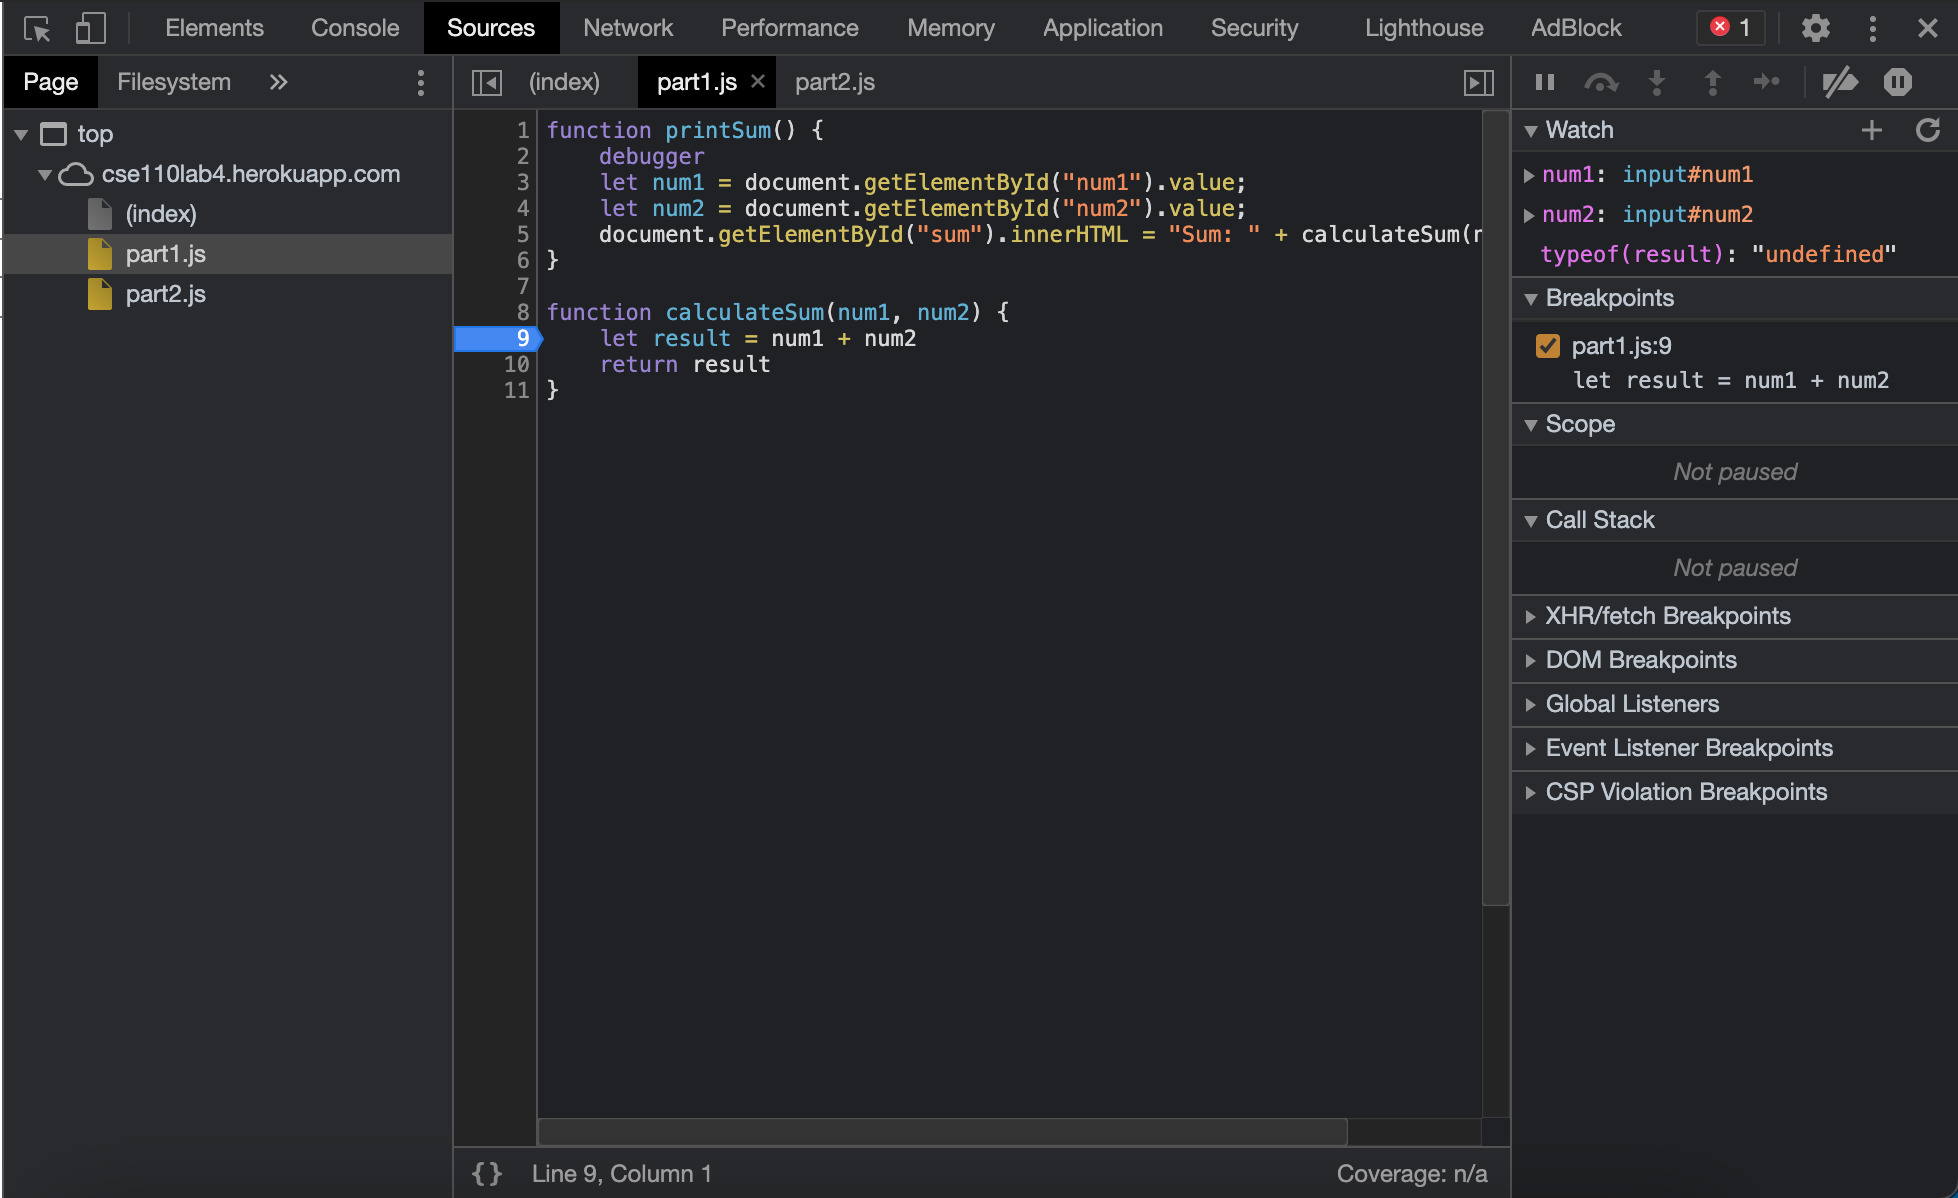 Elements Console Sources Network Performance Memory Application Security Lighthouse AdBlock 1
Page Filesystem
(index) part1.js part2.js
top
cse110lab4.herokuapp.com
(index)
part1.js
part2.js
1 function printSum() {
2     debugger
3     let num1 = document.getElementById("num1").value;
4     let num2 = document.getElementById("num2").value;
5     document.getElementById("sum").innerHTML = "Sum: " + calculateSum(
6 }
7
8 function calculateSum(num1, num2) {
9     let result = num1 + num2
10     return result
11 }
{} Line 9, Column 1 Coverage: n/a
Watch
num1: input#num1
num2: input#num2
typeof(result): "undefined"
Breakpoints
part1.js:9
let result = num1 + num2
Scope
Not paused
Call Stack
Not paused
XHR/fetch Breakpoints
DOM Breakpoints
Global Listeners
Event Listener Breakpoints
CSP Violation Breakpoints